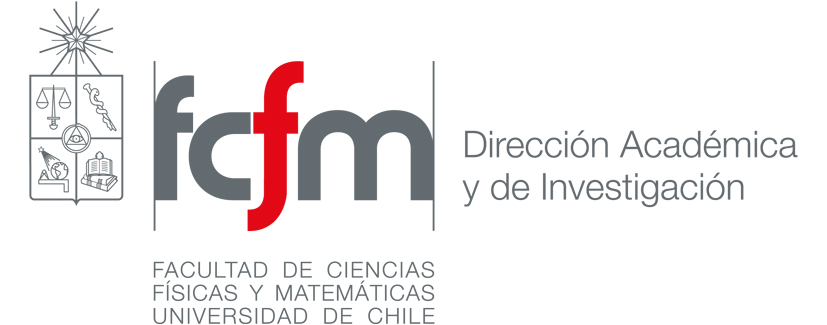 fcfm
Dirección Académica
y de Investigación
FACULTAD DE CIENCIAS
FÍSICAS Y MATEMÁTICAS
UNIVERSIDAD DE CHILE